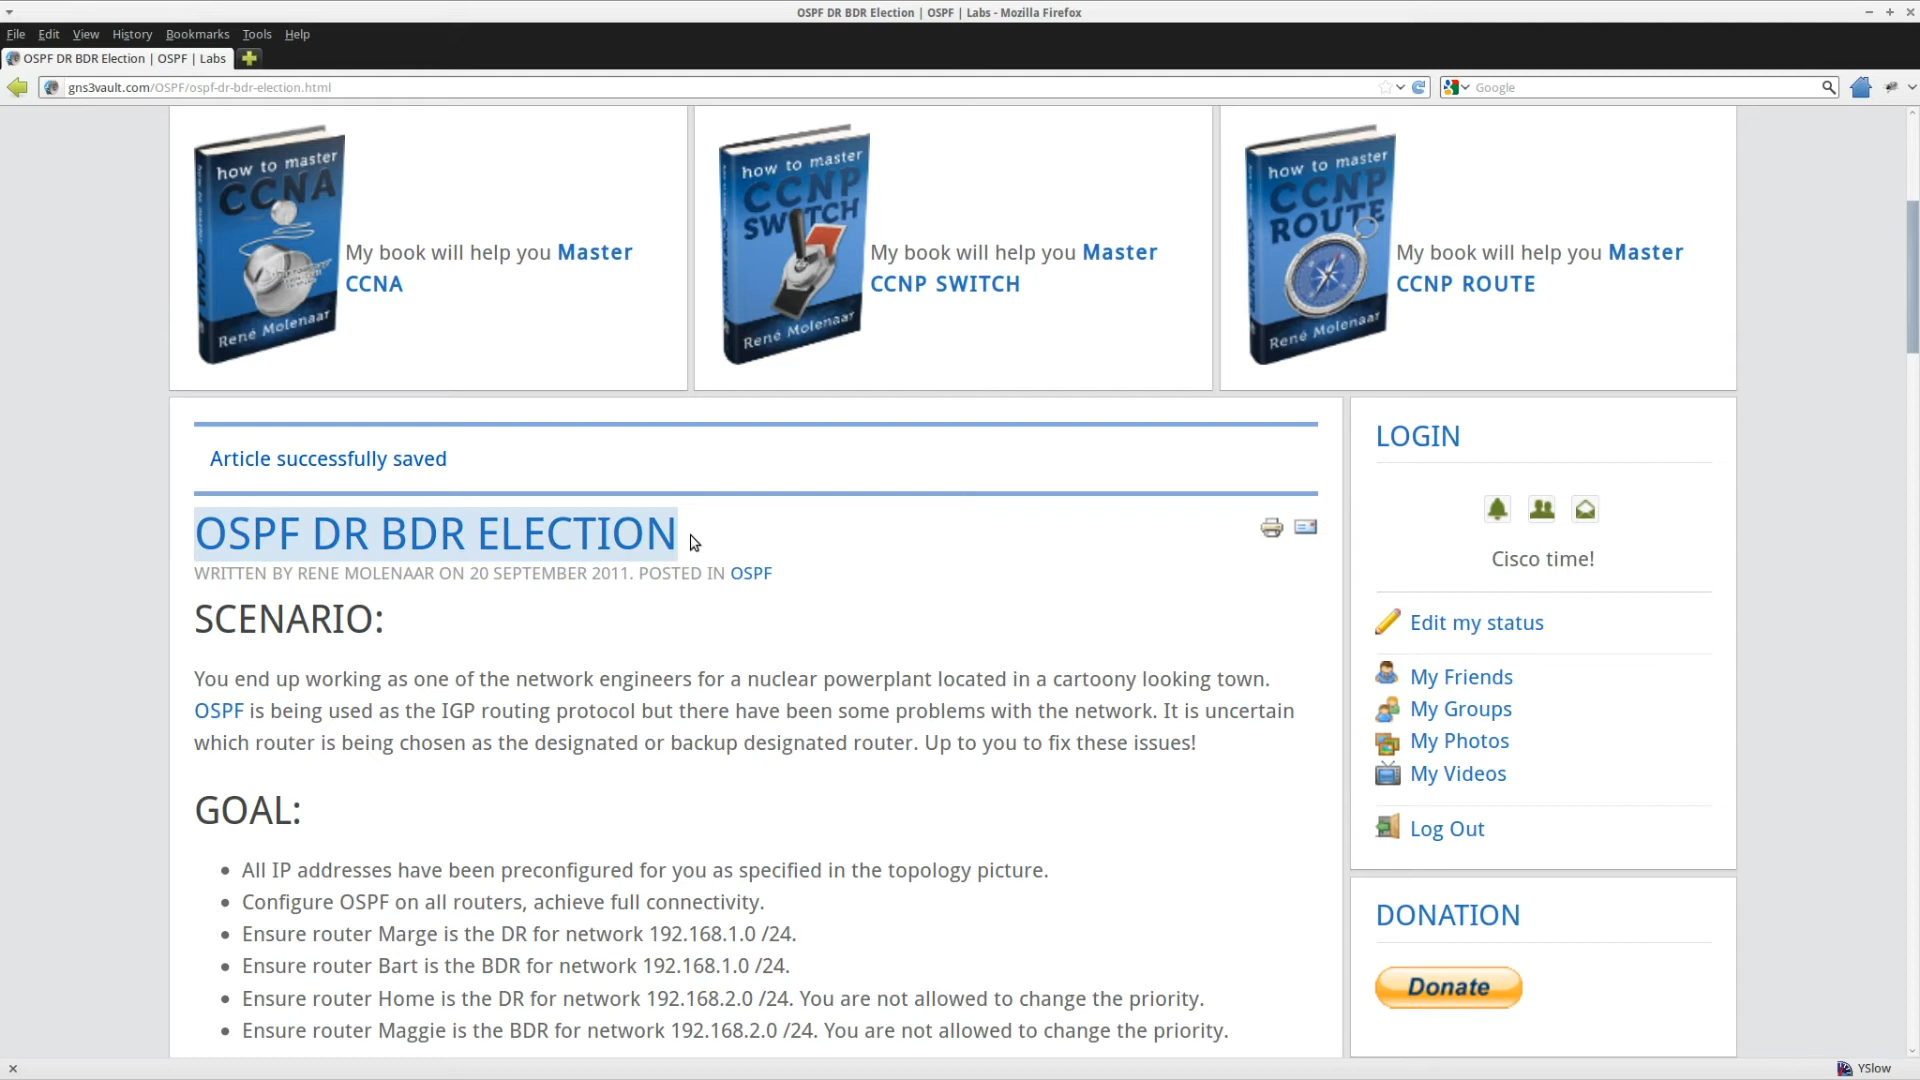 OSPF DR BDR Election | OSPF | Labs - Mozilla Firefox
File Edit View History Bookmarks Tools Help
OSPF DR BDR Election | OSPF | Labs
gns3vault.com/OSPF/ospf-dr-bdr-election.html
Google
how to master
CCNA
René Molenaar
My book will help you Master
CCNA
how to master
CCNP
SWITCH
René Molenaar
My book will help you Master
CCNP SWITCH
how to master
CCNP
ROUTE
René Molenaar
My book will help you Master
CCNP ROUTE
Article successfully saved
OSPF DR BDR ELECTION
WRITTEN BY RENE MOLENAAR ON 20 SEPTEMBER 2011. POSTED IN OSPF
SCENARIO:
You end up working as one of the network engineers for a nuclear powerplant located in a cartoony looking town.
OSPF is being used as the IGP routing protocol but there have been some problems with the network. It is uncertain
which router is being chosen as the designated or backup designated router. Up to you to fix these issues!
GOAL:
All IP addresses have been preconfigured for you as specified in the topology picture.
Configure OSPF on all routers, achieve full connectivity.
Ensure router Marge is the DR for network 192.168.1.0 /24.
Ensure router Bart is the BDR for network 192.168.1.0 /24.
Ensure router Home is the DR for network 192.168.2.0 /24. You are not allowed to change the priority.
Ensure router Maggie is the BDR for network 192.168.2.0 /24. You are not allowed to change the priority.
LOGIN
Cisco time!
Edit my status
My Friends
My Groups
My Photos
My Videos
Log Out
DONATION
Donate
YSlow